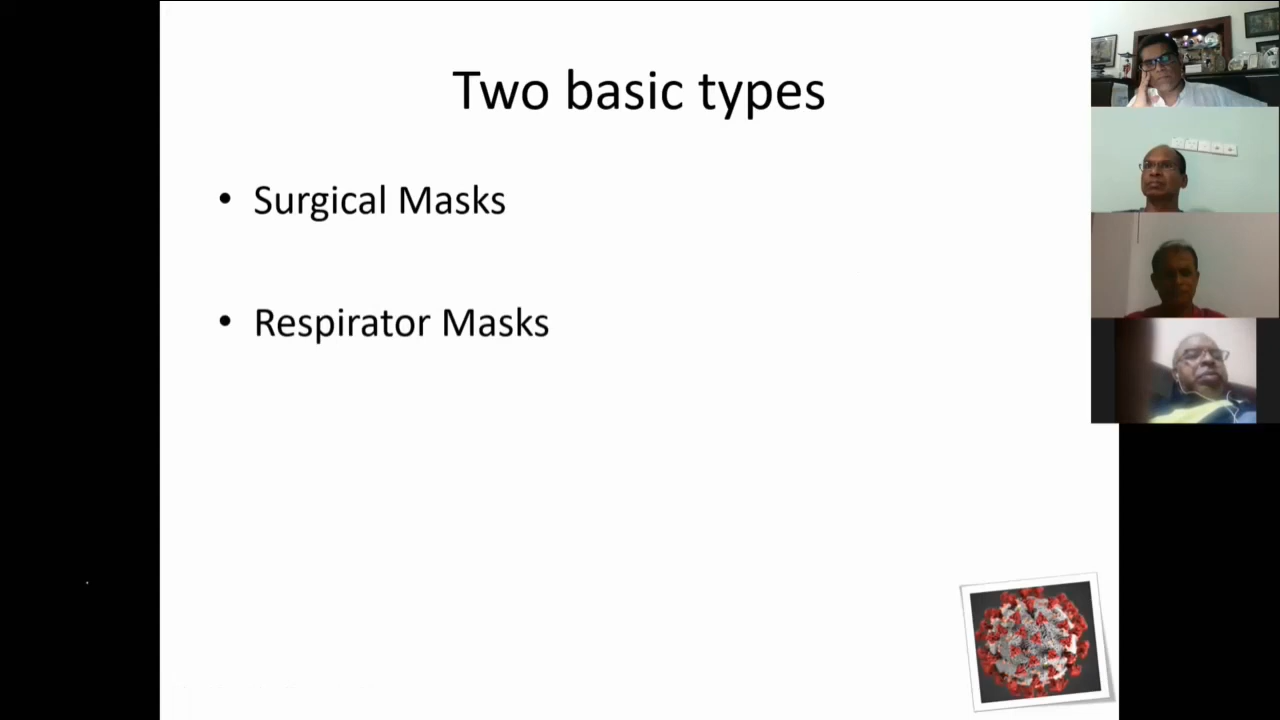 Two basic types
• Surgical Masks
• Respirator Masks